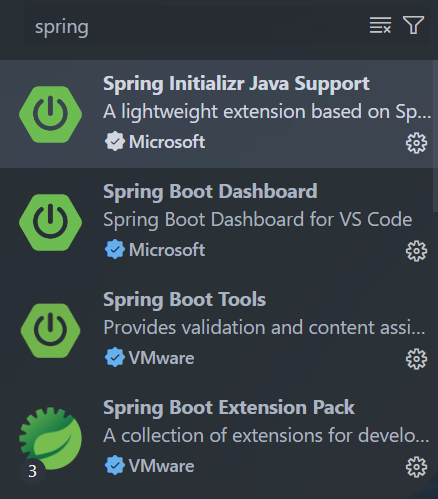 spring
Spring Initializr Java Support
A lightweight extension based on Sp...
Microsoft
Spring Boot Dashboard
Spring Boot Dashboard for VS Code
Microsoft
Spring Boot Tools
Provides validation and content assi...
VMware
Spring Boot Extension Pack
A collection of extensions for develo...
3
VMware